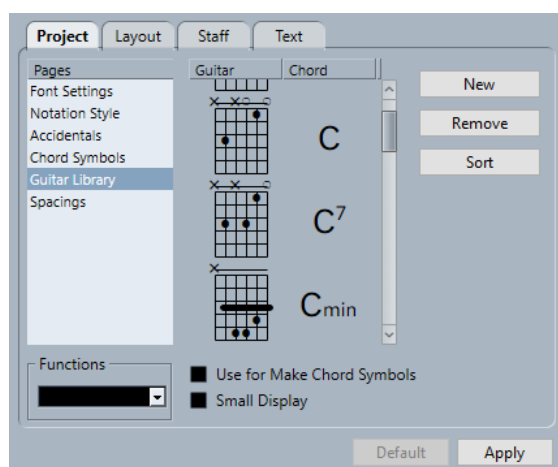 Project Layout Staff Text
Pages
Font Settings
Notation Style
Accidentals
Chord Symbols
Guitar Library
Spacings
Functions
Guitar Chord
C
C7
Cmin
Use for Make Chord Symbols
Small Display
New
Remove
Sort
Default Apply